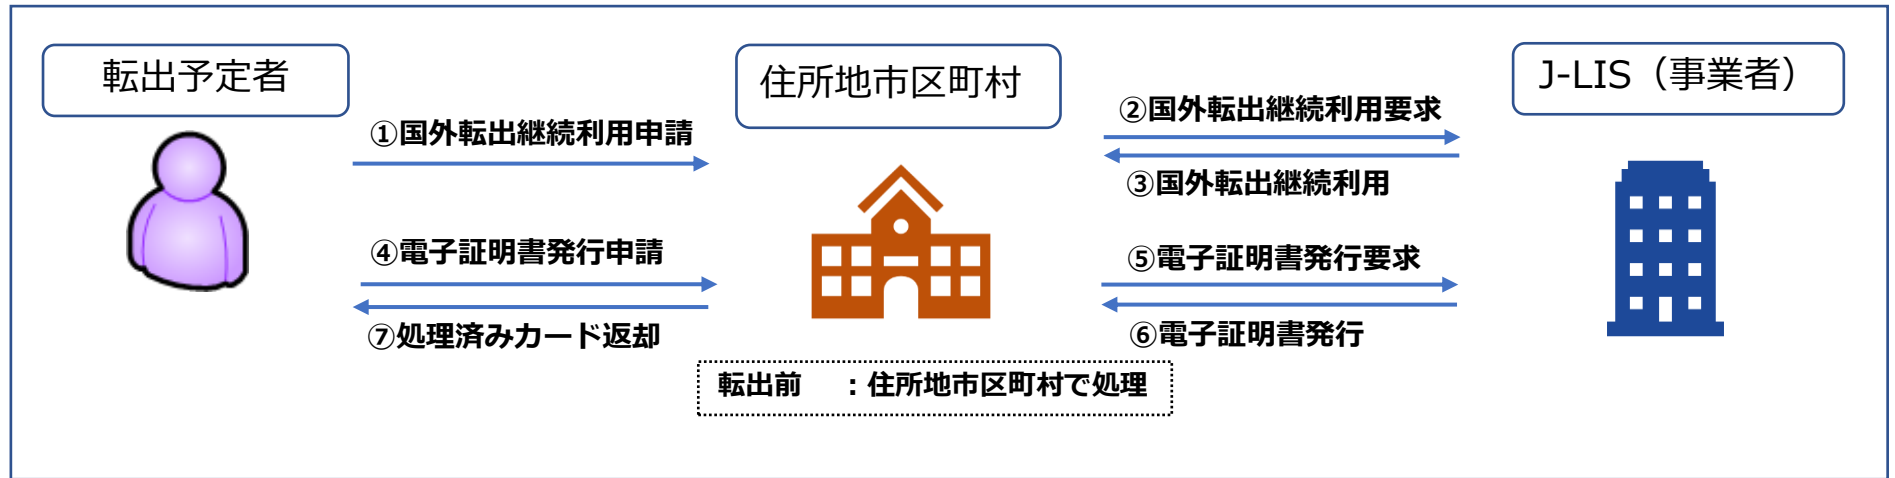 転出予定者
住所地市区町村
J-LIS（事業者）
①国外転出継続利用申請
②国外転出継続利用要求
③国外転出継続利用
④電子証明書発行申請
⑤電子証明書発行要求
⑦処理済みカード返却
⑥電子証明書発行
転出前　：住所地市区町村で処理